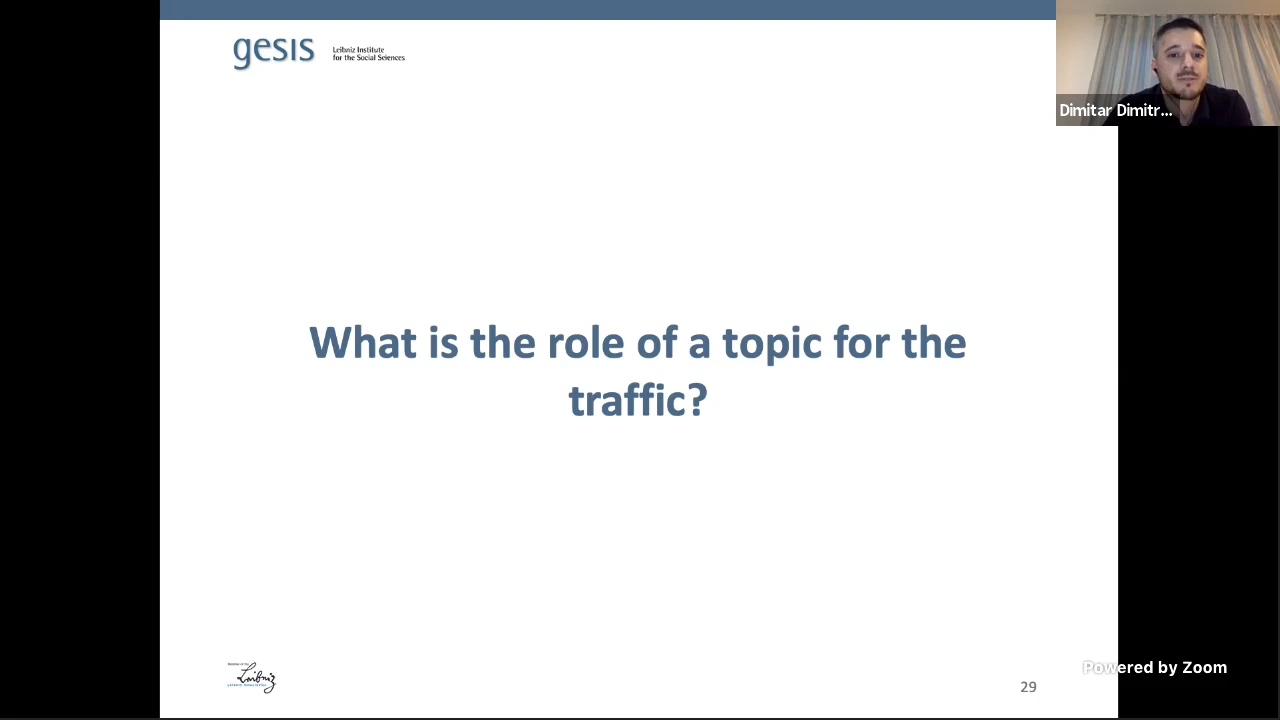 gesis
Leibniz Institute
for the Social Sciences
Dimitar Dimitr...
What is the role of a topic for the
traffic?
Leibniz
29
Powered by Zoom